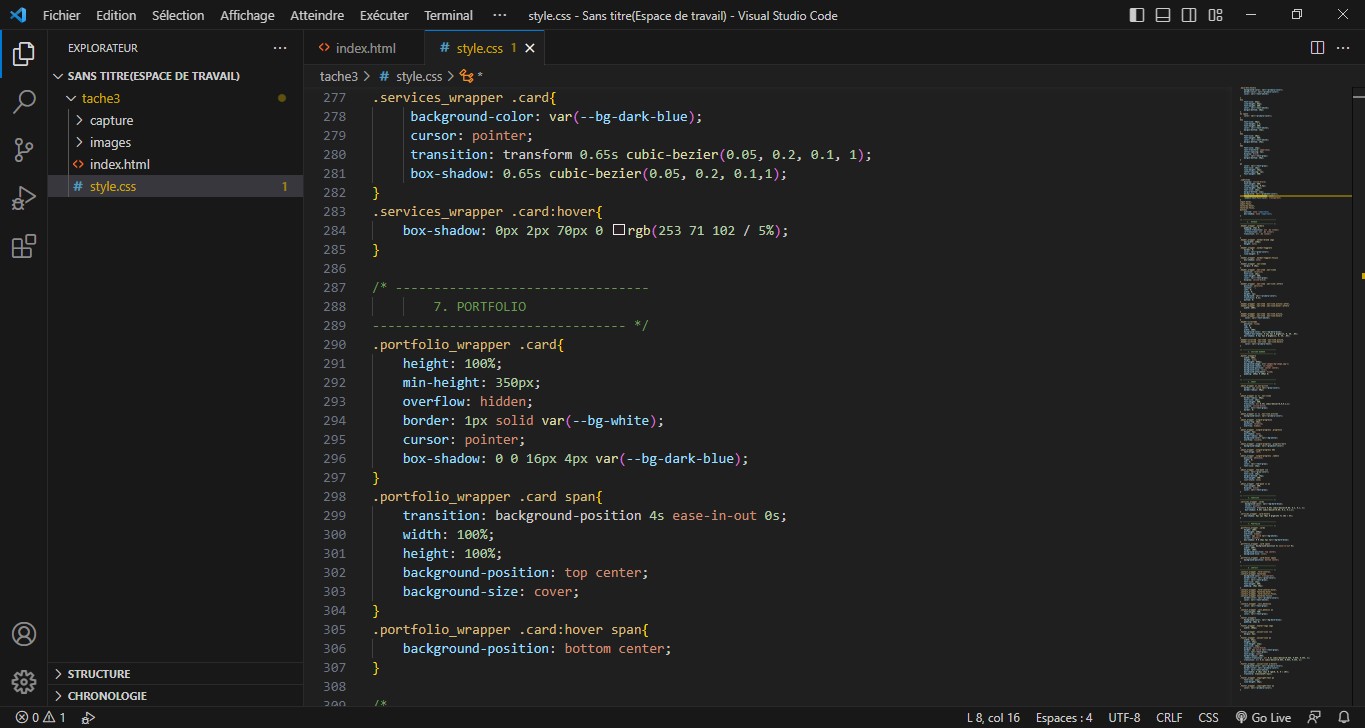 Fichier Edition Sélection Affichage Atteindre Exécuter Terminal ··· style.css - Sans titre(Espace de travail) - Visual Studio Code
EXPLORATEUR ···
SANS TITRE(ESPACE DE TRAVAIL)
tache3
capture
images
index.html
style.css 1
STRUCTURE
CHRONOLOGIE
index.html # style.css 1
tache3 > # style.css > *
277 .services_wrapper .card{
278 background-color: var(--bg-dark-blue);
279 cursor: pointer;
280 transition: transform 0.65s cubic-bezier(0.05, 0.2, 0.1, 1);
281 box-shadow: 0.65s cubic-bezier(0.05, 0.2, 0.1,1);
282 }
283 .services_wrapper .card:hover{
284 box-shadow: 0px 2px 70px 0 rgb(253 71 102 / 5%);
285 }
286
287 /* ---------------------------------
288 7. PORTFOLIO
289 --------------------------------- */
290 .portfolio_wrapper .card{
291 height: 100%;
292 min-height: 350px;
293 overflow: hidden;
294 border: 1px solid var(--bg-white);
295 cursor: pointer;
296 box-shadow: 0 0 16px 4px var(--bg-dark-blue);
297 }
298 .portfolio_wrapper .card span{
299 transition: background-position 4s ease-in-out 0s;
300 width: 100%;
301 height: 100%;
302 background-position: top center;
303 background-size: cover;
304 }
305 .portfolio_wrapper .card:hover span{
306 background-position: bottom center;
307 }
308
309 /*
0 1 L 8, col 16 Espaces : 4 UTF-8 CRLF CSS Go Live